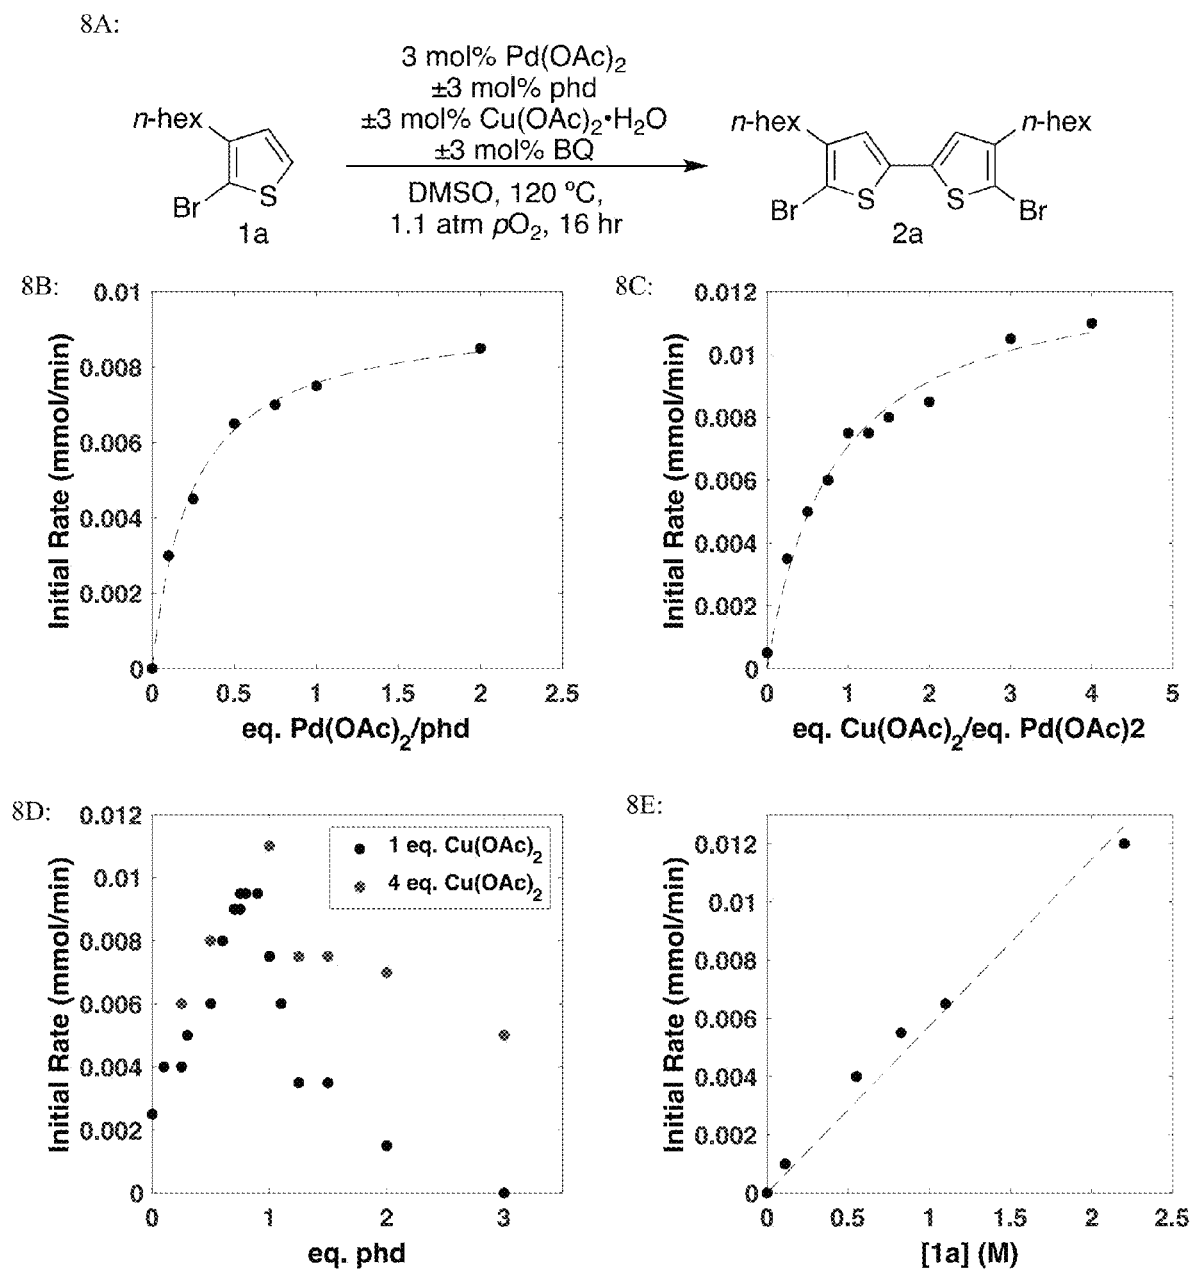 8A:
3 mol% Pd(OAc)₂
±3 mol% phd
±3 mol% Cu(OAc)₂•H₂O
±3 mol% BQ
DMSO, 120 ºC,
1.1 atm pO₂, 16 hr
n-hex
Br
S
1a
n-hex
n-hex
Br
S
S
Br
2a
8B:
0.01
0.008
0.006
0.004
0.002
0
0
0.5
1
1.5
2
2.5
Initial Rate (mmol/min)
eq. Pd(OAc)₂/phd
8C:
0.012
0.01
0.008
0.006
0.004
0.002
0
0
1
2
3
4
5
Initial Rate (mmol/min)
eq. Cu(OAc)₂/eq. Pd(OAc)2
8D:
0.012
0.01
0.008
0.006
0.004
0.002
0
0
1
2
3
Initial Rate (mmol/min)
eq. phd
1 eq. Cu(OAc)₂
4 eq. Cu(OAc)₂
8E:
0.012
0.01
0.008
0.006
0.004
0.002
0
0
0.5
1
1.5
2
2.5
Initial Rate (mmol/min)
[1a] (M)